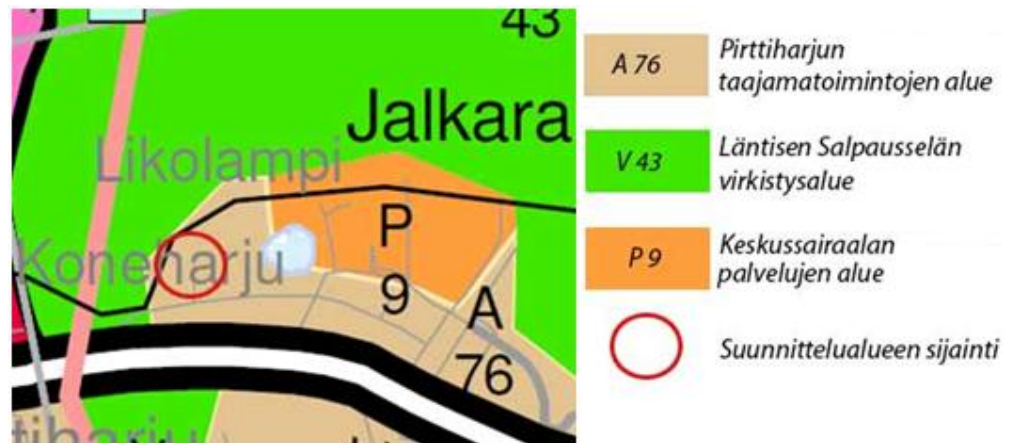 43
Jalkara
Likolampi
Koneharju
P
9
A
76
A 76
Pirttiharjun
taajamatoimintojen alue
V 43
Läntisen Salpausselän
virkistysalue
P 9
Keskussairaalan
palvelujen alue
Suunnittelualueen sijainti